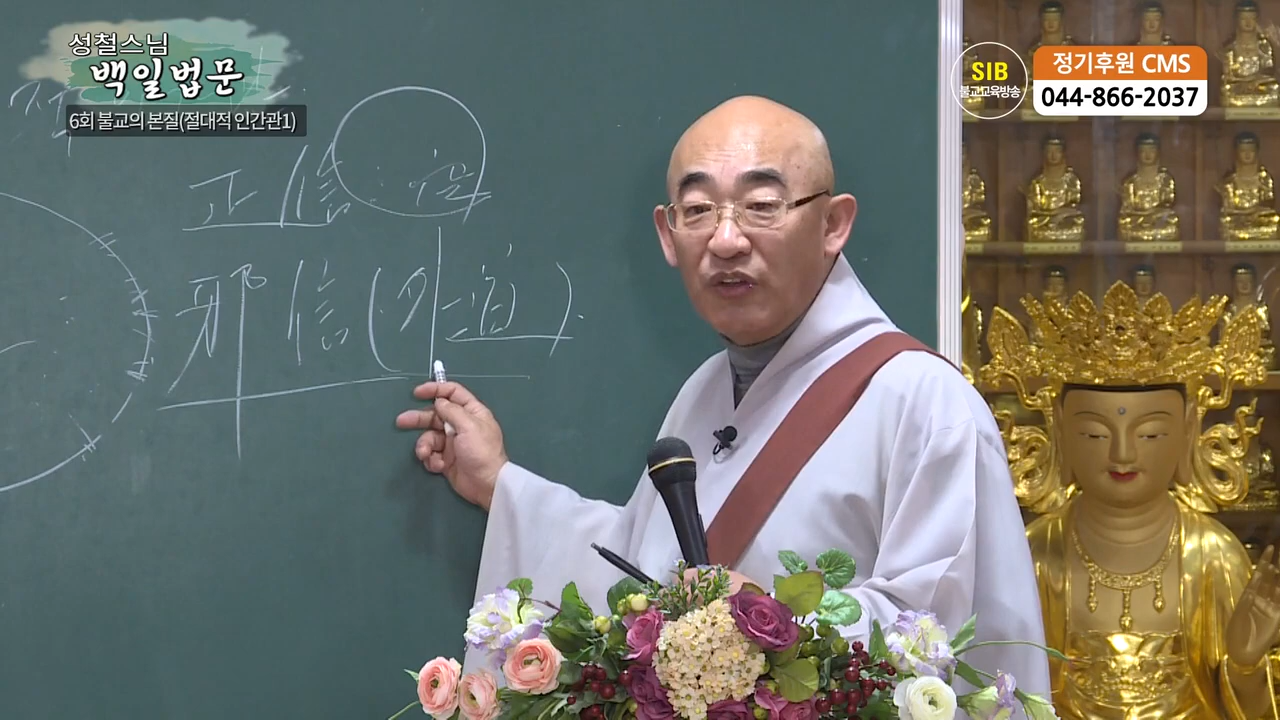 성철스님
백일법문
6회 불교의 본질(절대적 인간관1)
SIB
불교교육방송
정기후원 CMS
044-866-2037
正信
邪信(外道)